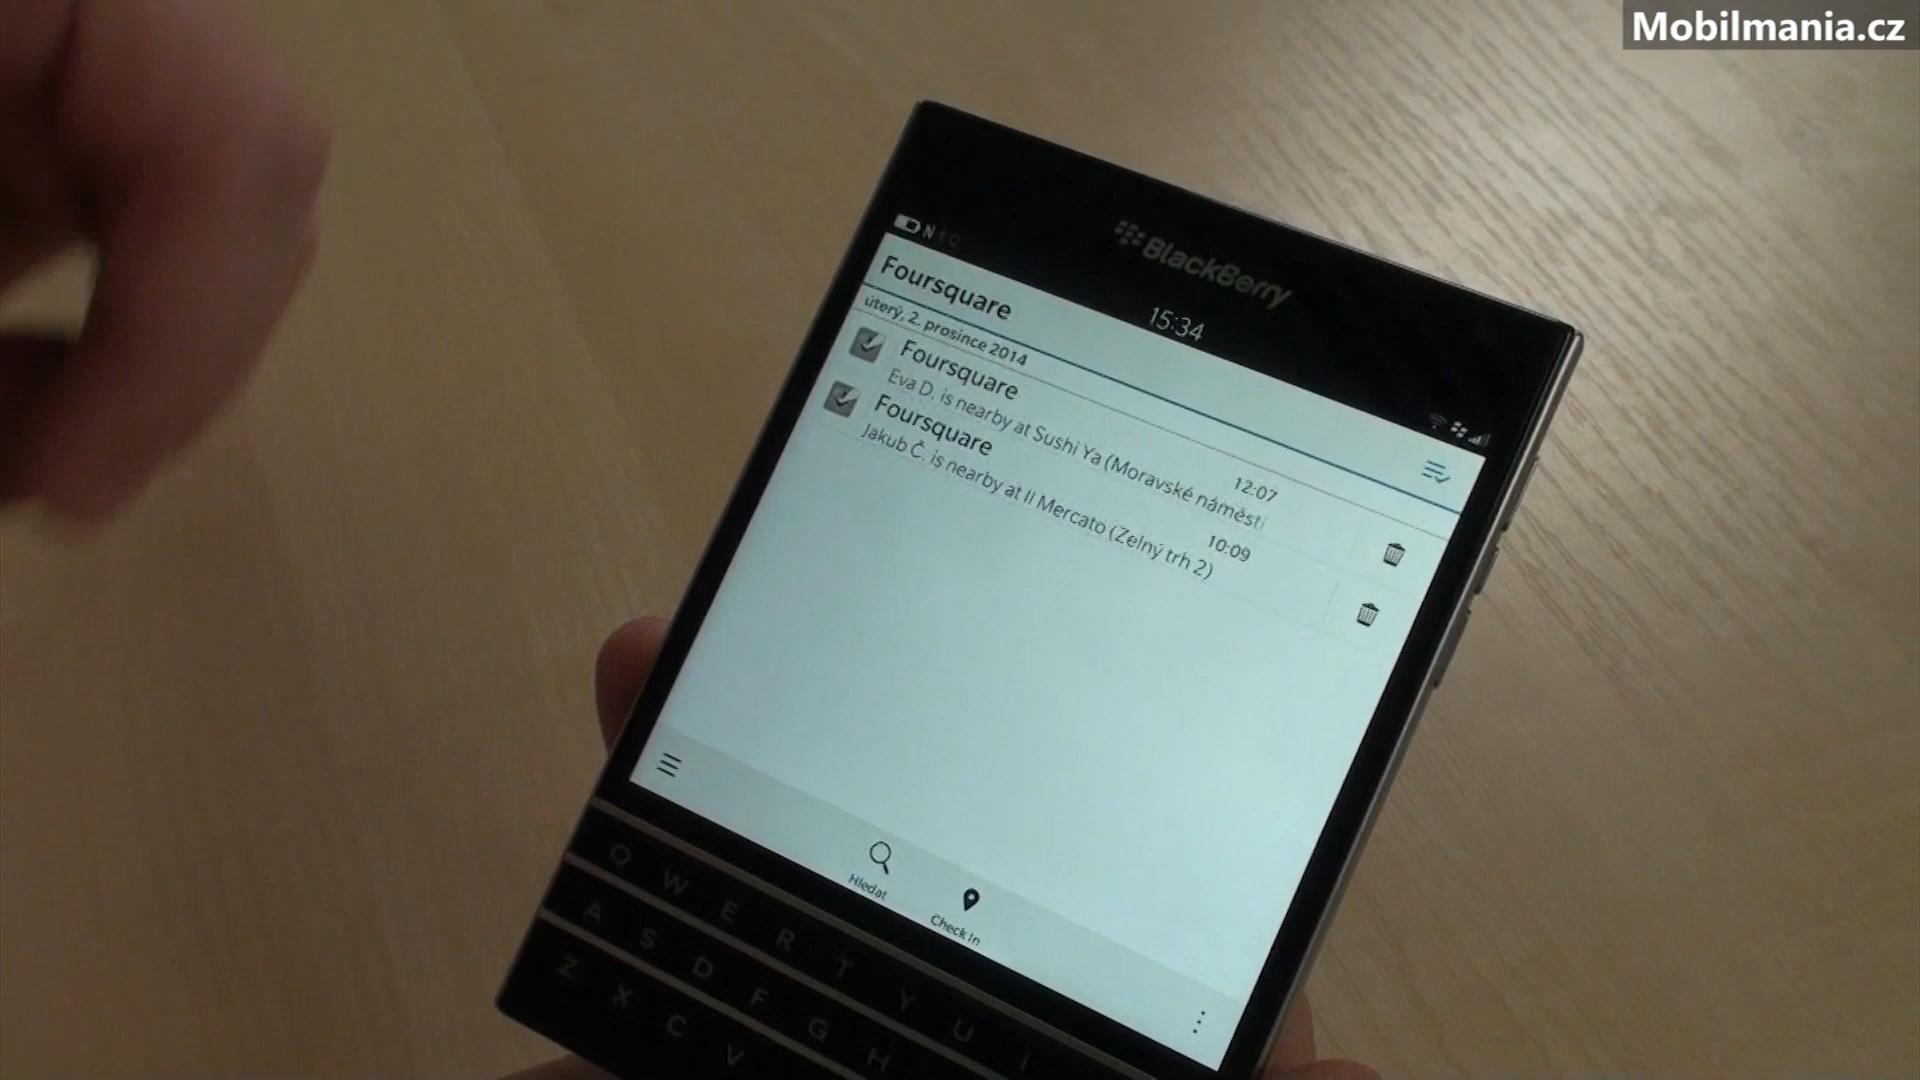 Mobilmania.cz
BlackBerry
15:34
Foursquare
úterý, 2. prosince 2014
Foursquare
12:07
Eva D. is nearby at Sushi Ya (Moravské náměstí
Foursquare
10:09
Jakub Č. is nearby at Il Mercato (Zelný trh 2)
Hledat
Check In
Q W E R T Y U I
A S D F G H
Z X C V